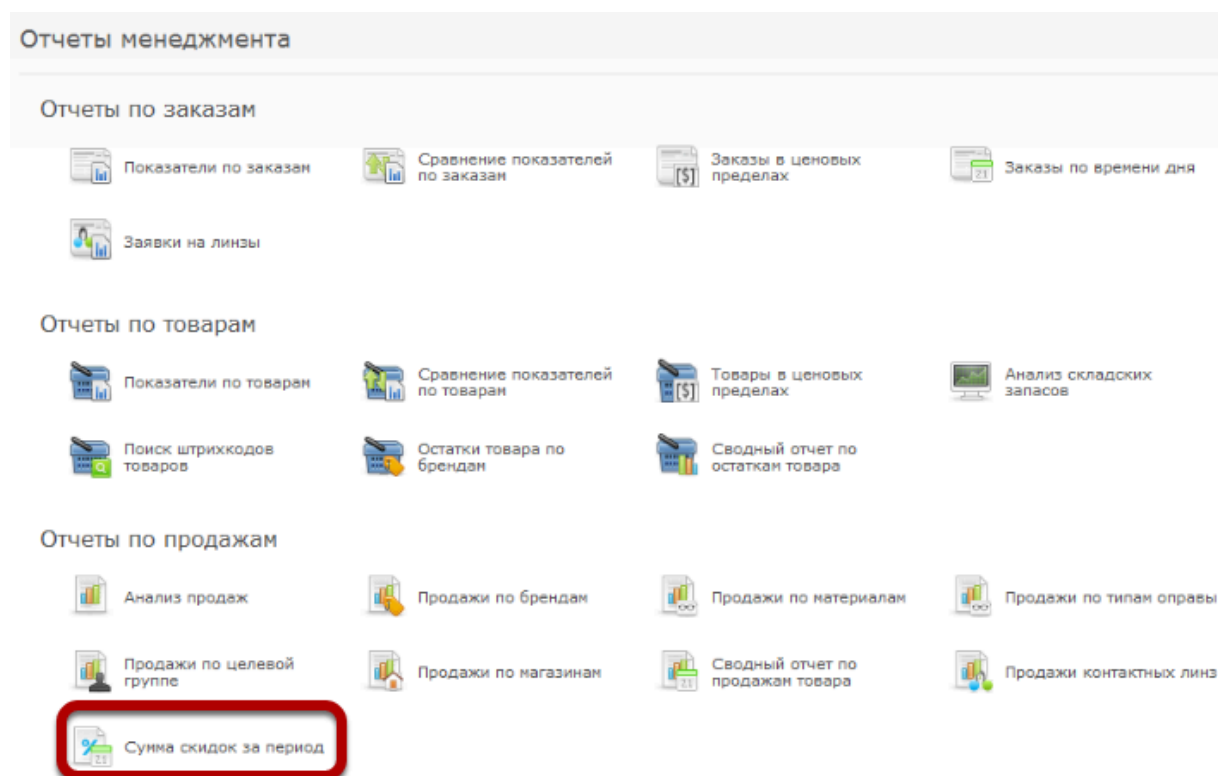 Отчеты менеджмента
Отчеты по заказам
Показатели по заказам
Сравнение показателей
по заказам
Заказы в ценовых
пределах
Заказы по времени дня
Заявки на линзы
Отчеты по товарам
Показатели по товарам
Сравнение показателей
по товарам
Товары в ценовых
пределах
Анализ складских
запасов
Поиск штрихкодов
товаров
Остатки товара по
брендам
Сводный отчет по
остаткам товара
Отчеты по продажам
Анализ продаж
Продажи по брендам
Продажи по материалам
Продажи по типам оправы
Продажи по целевой
группе
Продажи по магазинам
Сводный отчет по
продажам товара
Продажи контактных линз
Сумма скидок за период